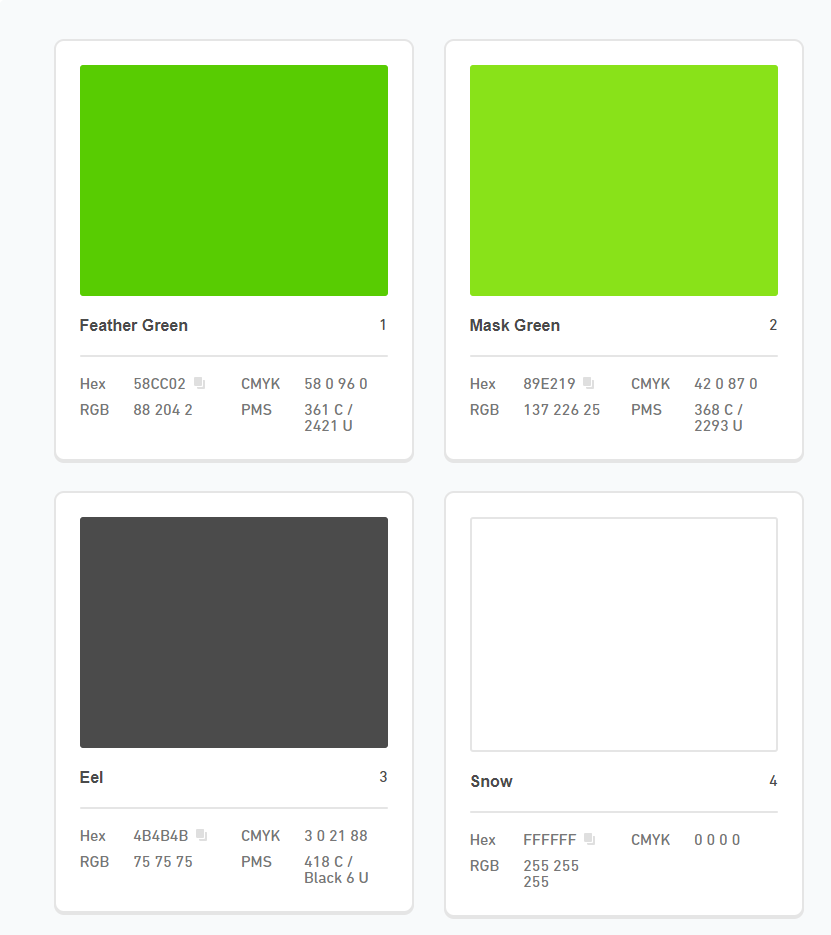 Feather Green 1
Hex 58CC02 CMYK 58 0 96 0
RGB 88 204 2 PMS 361 C /
2421 U
Mask Green 2
Hex 89E219 CMYK 42 0 87 0
RGB 137 226 25 PMS 368 C /
2293 U
Eel 3
Hex 4B4B4B CMYK 3 0 21 88
RGB 75 75 75 PMS 418 C /
Black 6 U
Snow 4
Hex FFFFFF CMYK 0 0 0 0
RGB 255 255
255